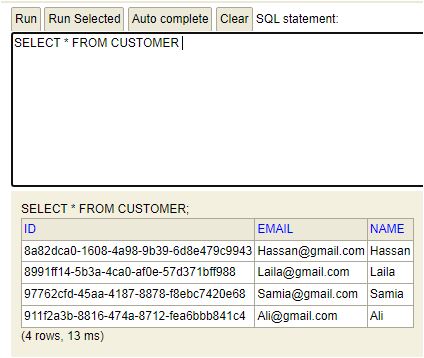 Run Run Selected Auto complete Clear SQL statement:
SELECT * FROM CUSTOMER
SELECT * FROM CUSTOMER;
ID EMAIL NAME
8a82dca0-1608-4a98-9b39-6d8e479c9943 Hassan@gmail.com Hassan
8991ff14-5b3a-4ca0-af0e-57d371bff988 Laila@gmail.com Laila
97762cfd-45aa-4187-8878-f8ebc7420e68 Samia@gmail.com Samia
911f2a3b-8816-474a-8712-fea6bbb841c4 Ali@gmail.com Ali
(4 rows, 13 ms)